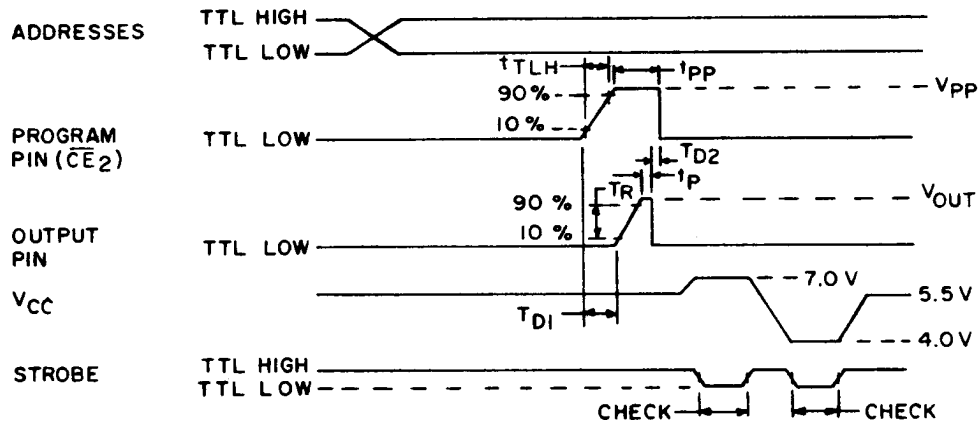 ADDRESSES
TTL HIGH
TTL LOW
tTLH
tPP
90%
VPP
10%
PROGRAM
PIN (CE2)
TTL LOW
TD2
tP
TR
90 %
VOUT
10 %
OUTPUT
PIN
TTL LOW
VCC
7.0 V
5.5 V
TD1
4.0 V
STROBE
TTL HIGH
TTL LOW
CHECK
CHECK